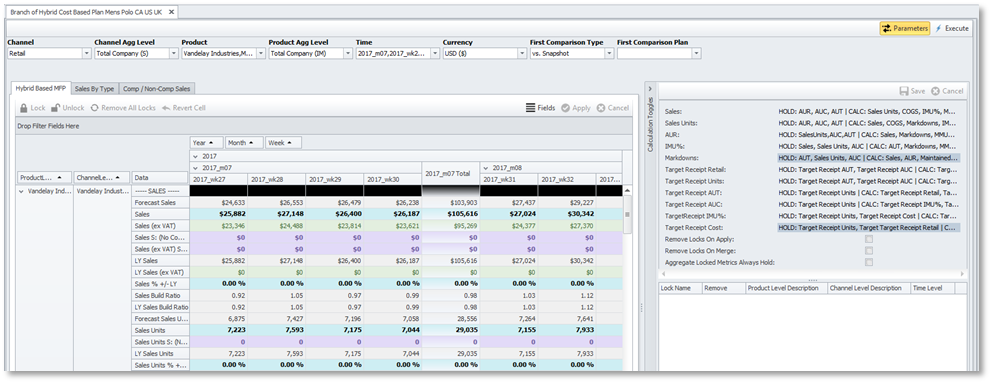 Branch of Hybrid Cost Based Plan Mens Polo CA US UK
Parameters Execute
Channel Channel Agg Level Product Product Agg Level Time Currency First Comparison Type First Comparison Plan
Retail Total Company (S) Vandelay Industries,M... Total Company (IM) 2017_m07,2017_wk2... USD ($) vs. Snapshot
Hybrid Based MFP Sales By Type Comp / Non-Comp Sales
Lock Unlock Remove All Locks Revert Cell Fields Apply Cancel
Drop Filter Fields Here
Year Month Week
2017
2017_m07 2017_m07 Total 2017_m08
ProductL... ChannelLe... Data 2017_wk27 2017_wk28 2017_wk29 2017_wk30 2017_wk31 2017_wk32 2017...
Vandelay Ind... Vandelay Indust... ----- SALES -----
Forecast Sales $24,633 $26,553 $26,479 $26,238 $103,903 $27,437 $29,227
Sales $25,882 $27,148 $26,400 $26,187 $105,616 $27,024 $30,342
Sales (ex VAT) $23,346 $24,488 $23,814 $23,621 $95,269 $24,377 $27,370
Sales S: (No Co... $0 $0 $0 $0 $0 $0 $0
Sales (ex VAT) S... $0 $0 $0 $0 $0 $0 $0
LY Sales $25,882 $27,148 $26,400 $26,187 $105,616 $27,024 $30,342
LY Sales (ex VAT) $0 $0 $0 $0 $0 $0 $0
Sales % +/- LY 0.00 % 0.00 % 0.00 % 0.00 % 0.00 % 0.00 % 0.00 %
Sales Build Ratio 0.92 1.05 0.97 0.99 0.98 1.03 1.12
LY Sales Build Ratio 0.92 1.05 0.97 0.99 0.98 1.03 1.12
Forecast Sales U... 6,875 7,427 7,196 7,058 28,556 7,264 7,641
Sales Units 7,223 7,593 7,175 7,044 29,035 7,155 7,933
Sales Units S: (N... 0 0 0 0 0 0 0
LY Sales Units 7,223 7,593 7,175 7,044 29,035 7,155 7,933
Sales Units % +... 0.00 % 0.00 % 0.00 % 0.00 % 0.00 % 0.00 % 0.00 %
Calculation Toggles
Save Cancel
Sales: HOLD: AUR, AUC, AUT | CALC: Sales Units, COGS, IMU%, M...
Sales Units: HOLD: AUR, AUC, AUT | CALC: Sales, COGS, Markdowns, IM...
AUR: HOLD: SalesUnits,AUC,AUT | CALC: Sales, Markdowns, MMU...
IMU%: HOLD: Sales, Sales Units, AUR | CALC: AUT, Markdowns, MM...
Markdowns: HOLD: AUT, Sales Units, AUC | CALC: Sales, AUR, Maintained...
Target Receipt Retail: HOLD: Target Receipt AUT, Target Receipt AUC | CALC: Targ...
Target Receipt Units: HOLD: Target Receipt AUT, Target Receipt AUC | CALC: Targ...
Target Receipt AUT: HOLD: Target Receipt Units | CALC: Target Receipt Retail, Ta...
Target Receipt AUC: HOLD: Target Receipt Units | CALC: Target Receipt IMU%, Ta...
TargetReceipt IMU%: HOLD: Target Receipt Units, Target Receipt Cost | CALC: Tar...
Target Receipt Cost: HOLD: Target Receipt Units, Target Target Receipt Retail | C...
Remove Locks On Apply:
Remove Locks On Merge:
Aggregate Locked Metrics Always Hold:
Lock Name Remove Product Level Description Channel Level Description Time Level